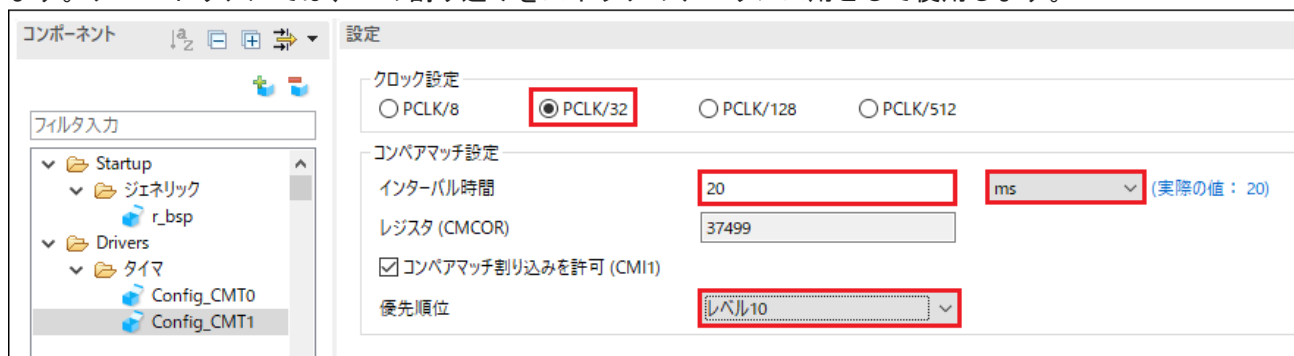 コンポーネント
設定
クロック設定
PCLK/8
PCLK/32
PCLK/128
PCLK/512
フィルタ入力
コンペアマッチ設定
Startup
ジェネリック
r_bsp
Drivers
タイマ
Config_CMT0
Config_CMT1
インターバル時間
20
ms
(実際の値： 20)
レジスタ (CMCOR)
37499
コンペアマッチ割り込みを許可 (CMI1)
優先順位
レベル10